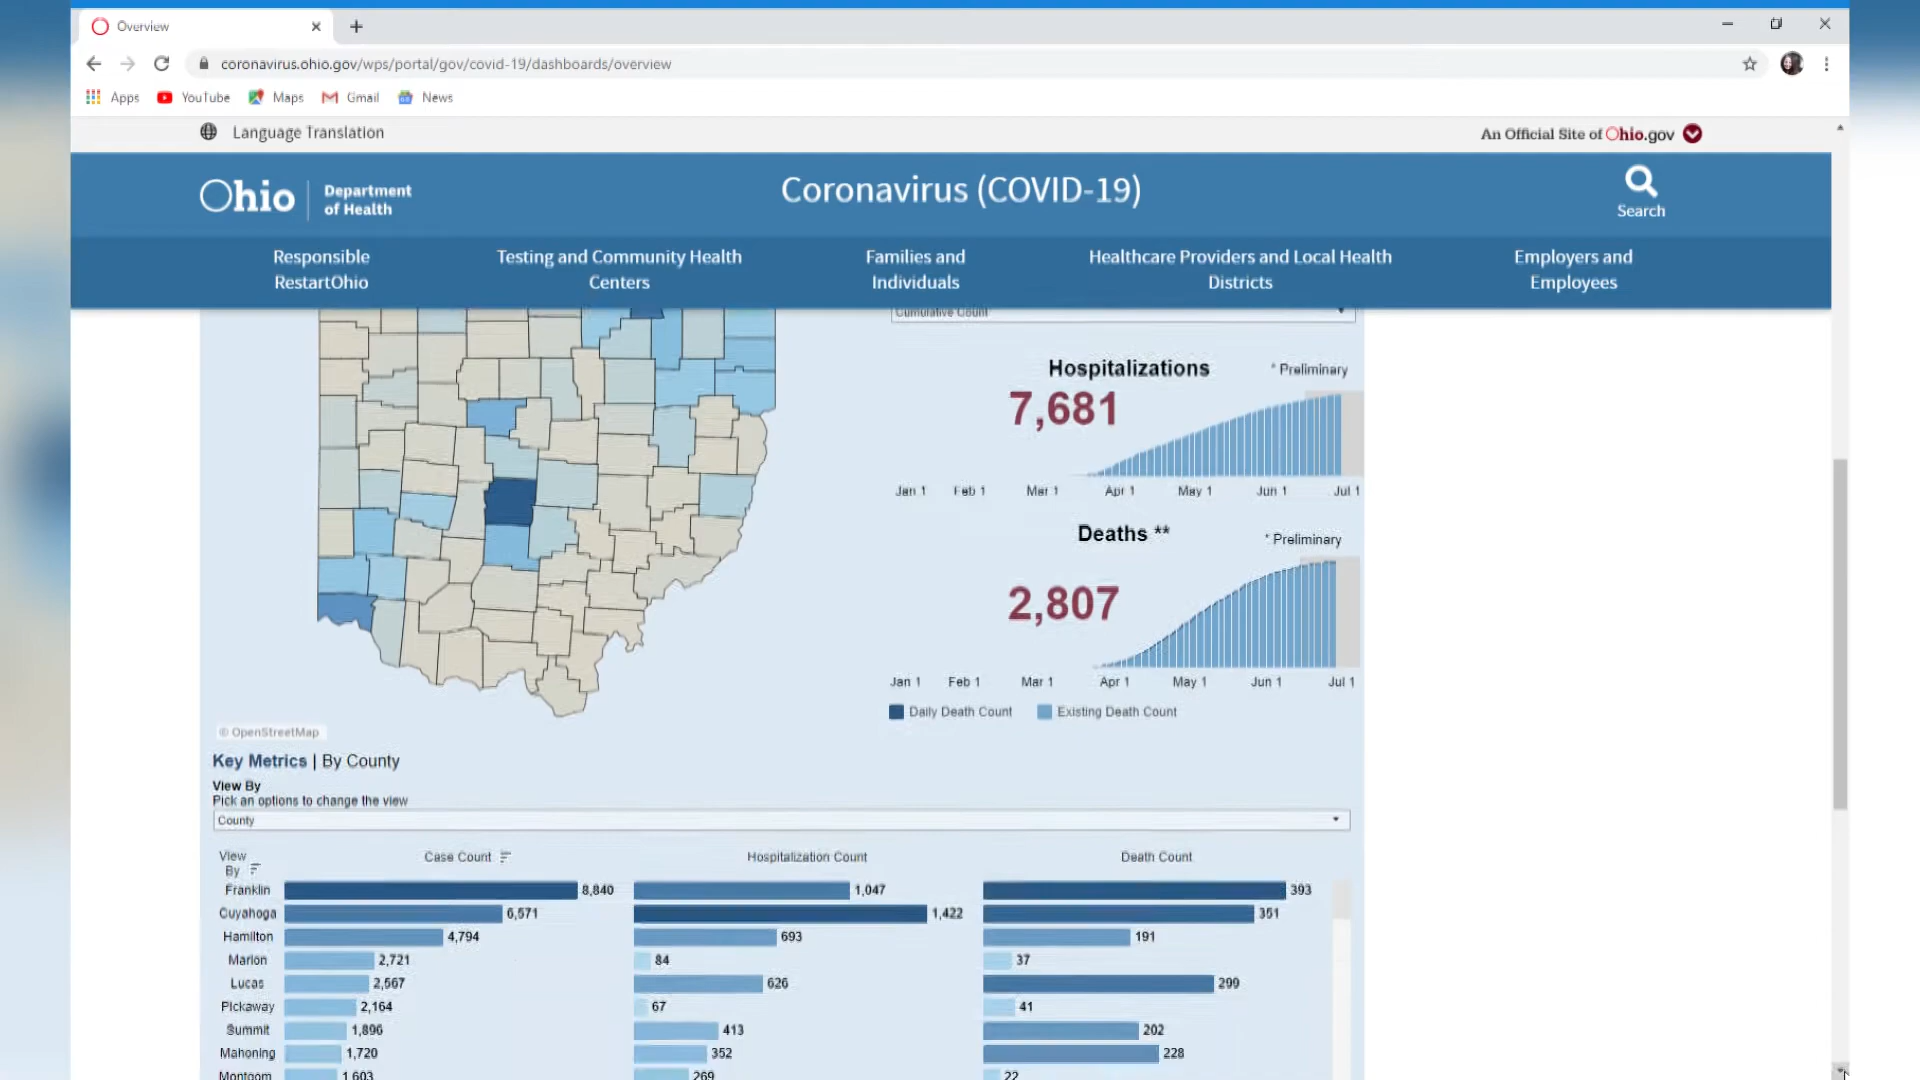 Overview
coronavirus.ohio.gov/wps/portal/gov/covid-19/dashboards/overview
Apps YouTube Maps Gmail News
Language Translation
An Official Site of Ohio.gov
Ohio Department of Health
Coronavirus (COVID-19)
Search
Responsible RestartOhio
Testing and Community Health Centers
Families and Individuals
Healthcare Providers and Local Health Districts
Employers and Employees
Cumulative Count
Hospitalizations
* Preliminary
7,681
Jan 1 Feb 1 Mar 1 Apr 1 May 1 Jun 1 Jul 1
Deaths **
* Preliminary
2,807
Jan 1 Feb 1 Mar 1 Apr 1 May 1 Jun 1 Jul 1
Daily Death Count Existing Death Count
© OpenStreetMap
Key Metrics | By County
View By
Pick an options to change the view
County
View By Case Count Hospitalization Count Death Count
Franklin 8,840 1,047 393
Cuyahoga 6,571 1,422 351
Hamilton 4,794 693 191
Marion 2,721 84 37
Lucas 2,567 626 299
Pickaway 2,164 67 41
Summit 1,896 413 202
Mahoning 1,720 352 228
Montgom 1,603 269 22